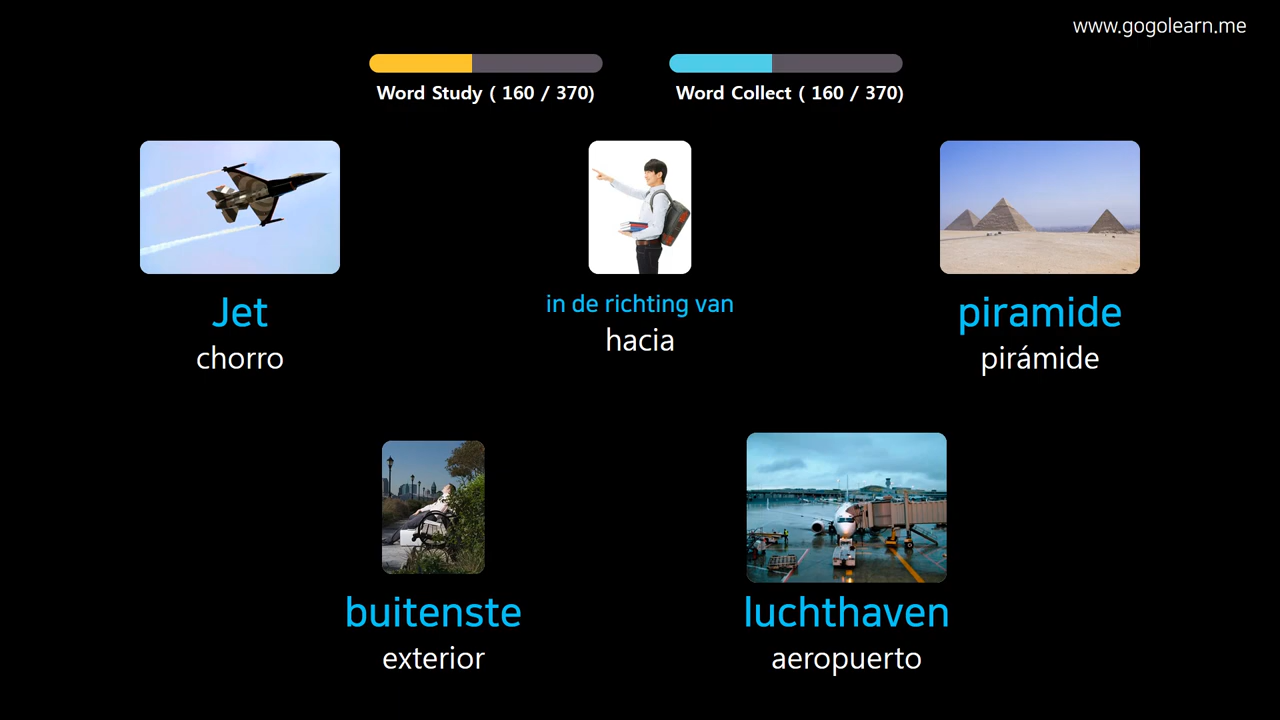 www.gogolearn.me
Word Study ( 160 / 370)
Word Collect ( 160 / 370)
Jet
chorro
in de richting van
hacia
piramide
pirámide
buitenste
exterior
luchthaven
aeropuerto